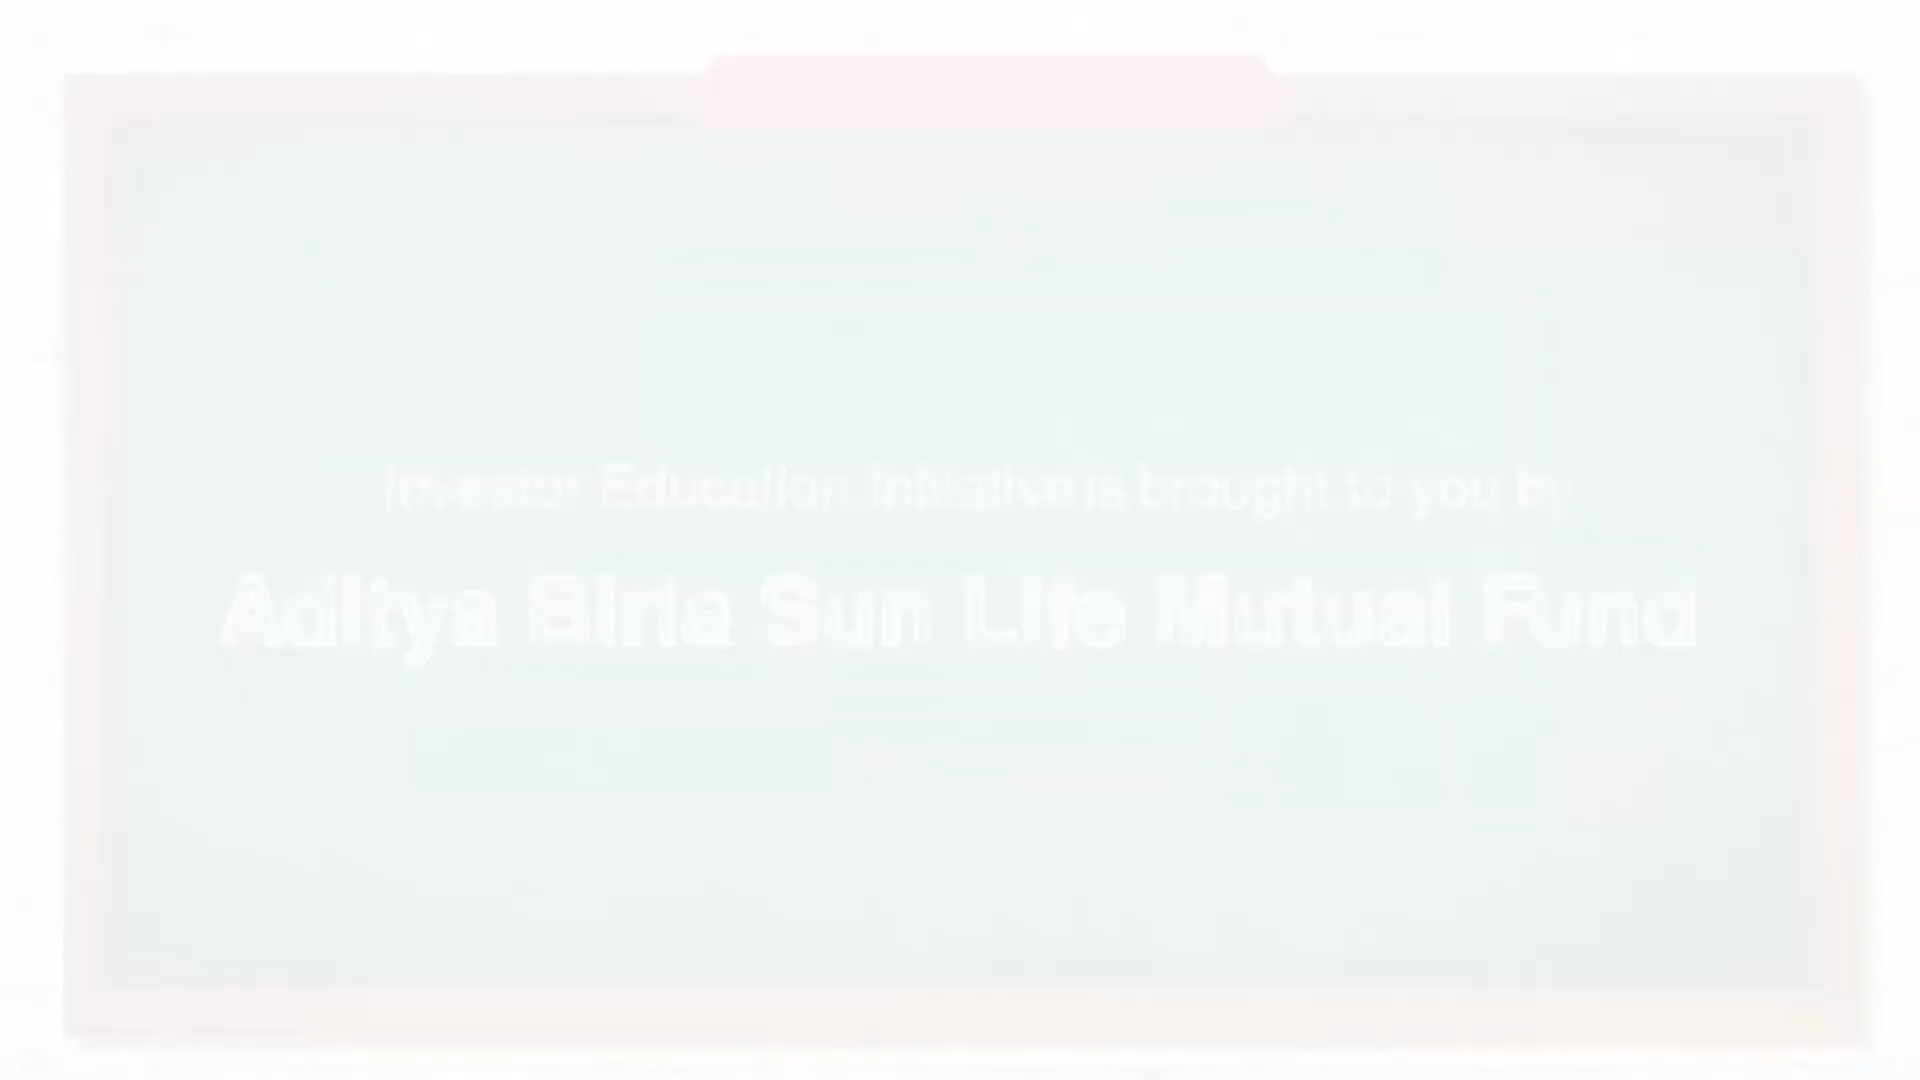 Investor Education Initiative is brought to you by
Aditya Birla Sun Life Mutual Fund